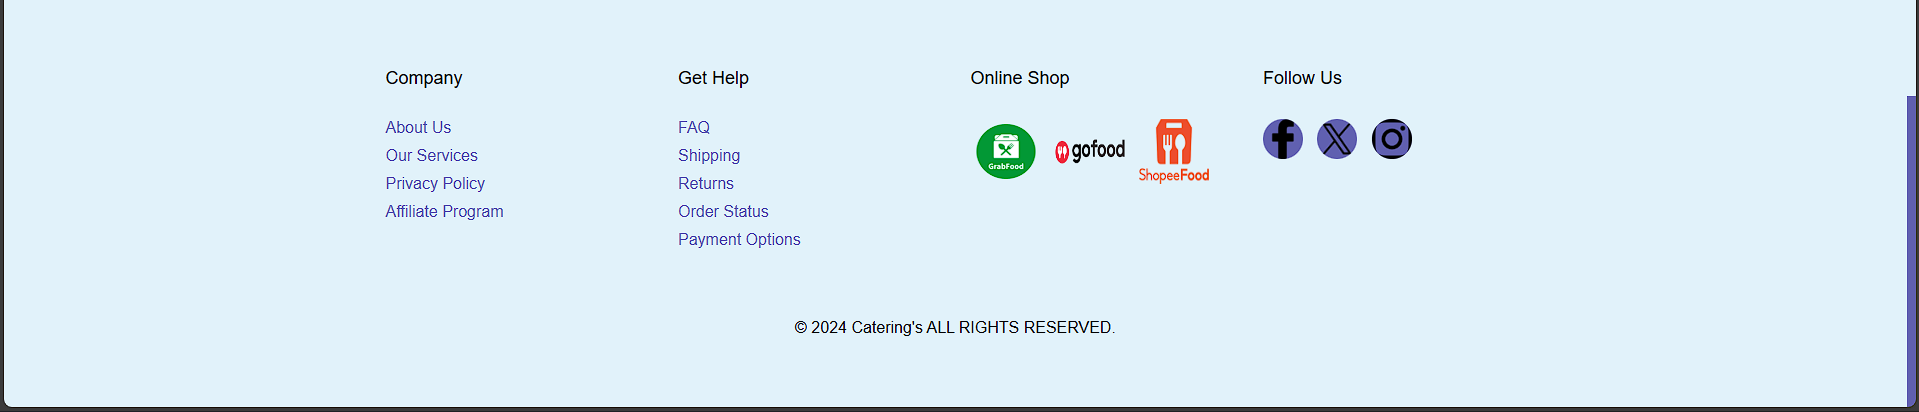 Company
About Us
Our Services
Privacy Policy
Affiliate Program
Get Help
FAQ
Shipping
Returns
Order Status
Payment Options
Online Shop
GrabFood
gofood
ShopeeFood
Follow Us
© 2024 Catering's ALL RIGHTS RESERVED.